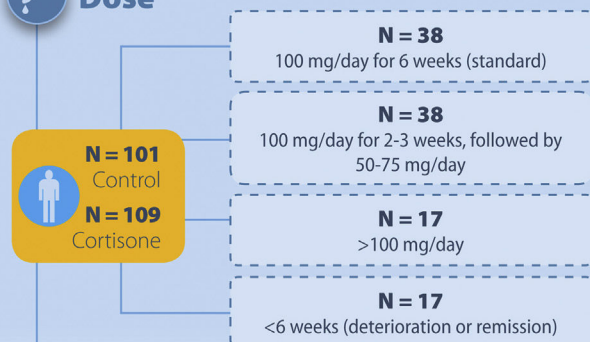 Dose
N = 101
Control
N = 109
Cortisone
N = 38
100 mg/day for 6 weeks (standard)
N = 38
100 mg/day for 2-3 weeks, followed by
50-75 mg/day
N = 17
>100 mg/day
N = 17
<6 weeks (deterioration or remission)